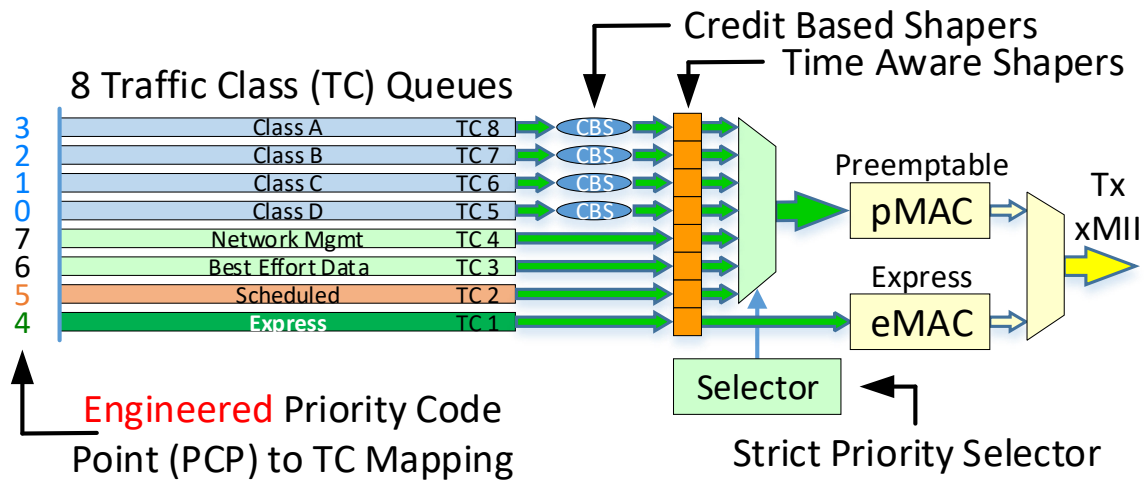 Credit Based Shapers
Time Aware Shapers
8 Traffic Class (TC) Queues
3 Class A TC 8 CBS
2 Class B TC 7 CBS
1 Class C TC 6 CBS
0 Class D TC 5 CBS
7 Network Mgmt TC 4
6 Best Effort Data TC 3
5 Scheduled TC 2
4 Express TC 1
Preemptable
pMAC
Express
eMAC
Tx
xMII
Selector
Engineered Priority Code
Point (PCP) to TC Mapping
Strict Priority Selector